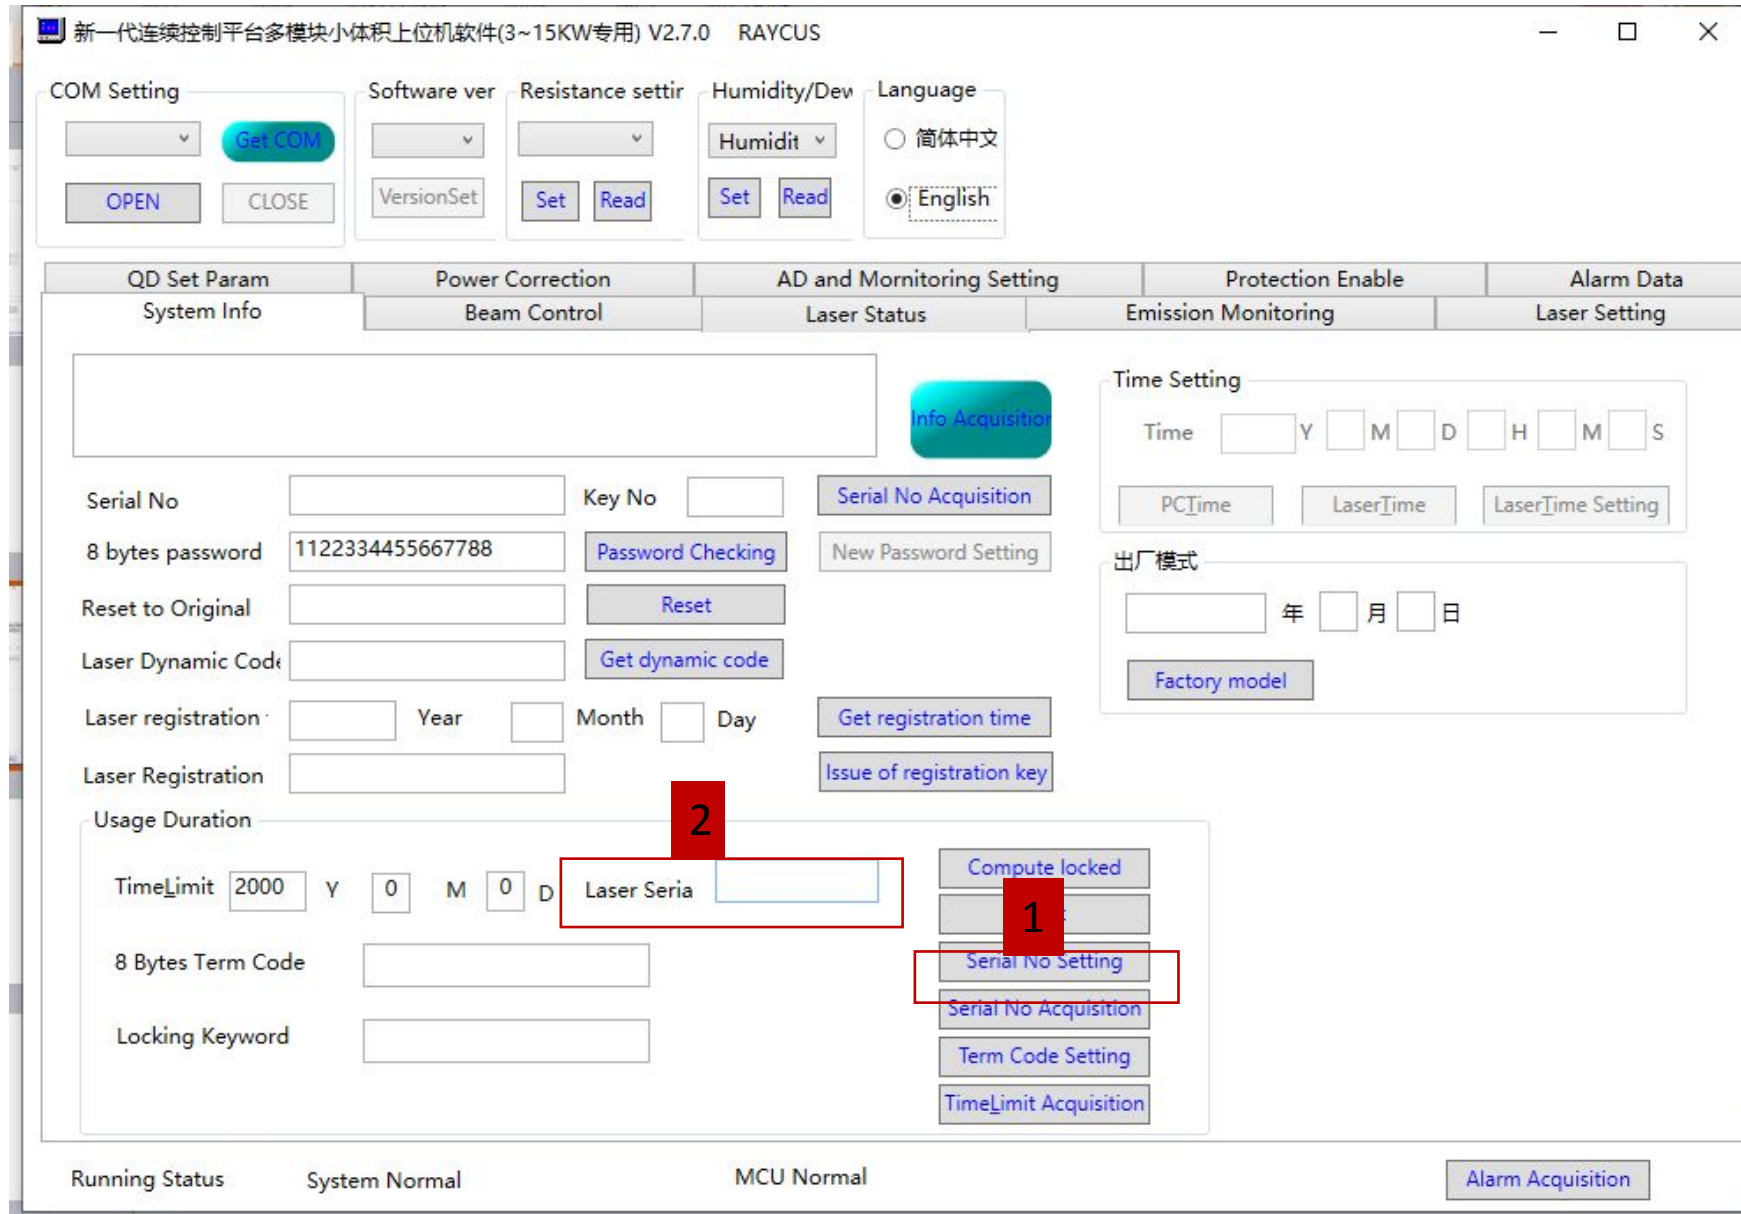 新一代连续控制平台多模块小体积上位机软件(3~15KW专用) V2.7.0 RAYCUS
COM Setting
Get COM
OPEN
CLOSE
Software ver
VersionSet
Resistance settir
Set
Read
Humidity/Dew
Humidit
Set
Read
Language
简体中文
English
QD Set Param
Power Correction
AD and Mornitoring Setting
Protection Enable
Alarm Data
System Info
Beam Control
Laser Status
Emission Monitoring
Laser Setting
Info Acquisition
Serial No
Key No
Serial No Acquisition
8 bytes password
1122334455667788
Password Checking
New Password Setting
Reset to Original
Reset
Laser Dynamic Code
Get dynamic code
Laser registration
Year
Month
Day
Get registration time
Laser Registration
Issue of registration key
Time Setting
Time Y M D H M S
PCTime
LaserTime
LaserTime Setting
出厂模式
年 月 日
Factory model
Usage Duration
2
TimeLimit 2000 Y 0 M 0 D
Laser Seria
Compute locked
1
8 Bytes Term Code
Serial No Setting
Serial No Acquisition
Locking Keyword
Term Code Setting
TimeLimit Acquisition
Running Status
System Normal
MCU Normal
Alarm Acquisition